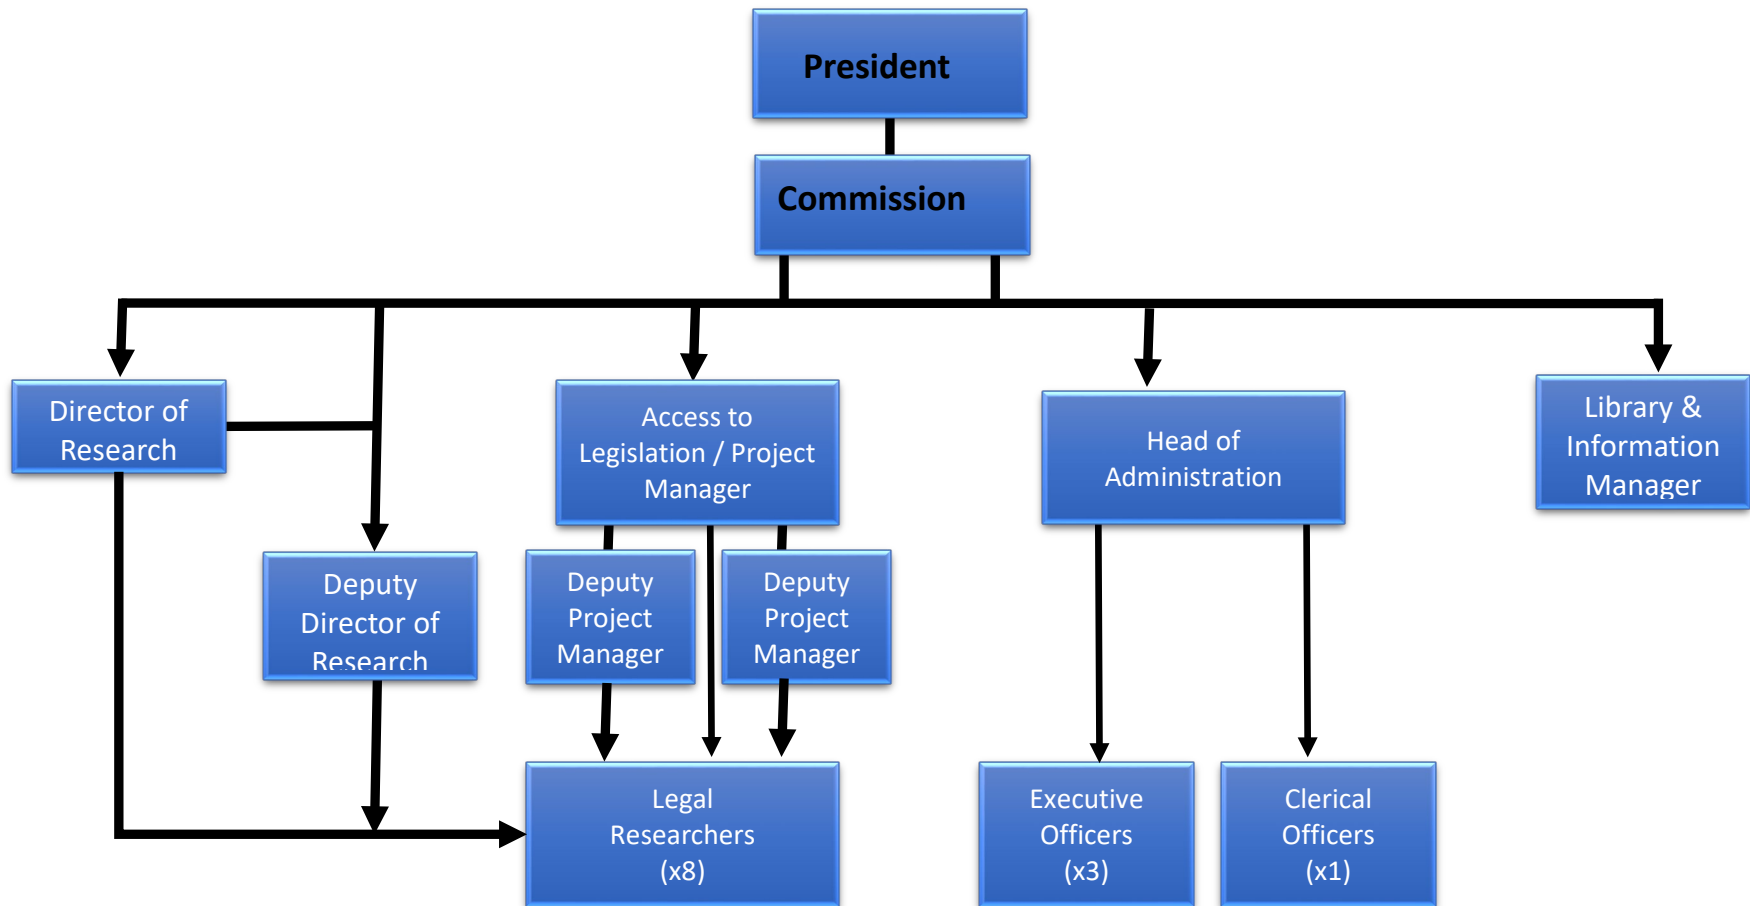 President
Commission
Director of
Research
Access to
Legislation / Project
Manager
Head of
Administration
Library &
Information
Manager
Deputy
Director of
Research
Deputy
Project
Manager
Deputy
Project
Manager
Legal
Researchers
(x8)
Executive
Officers
(x3)
Clerical
Officers
(x1)